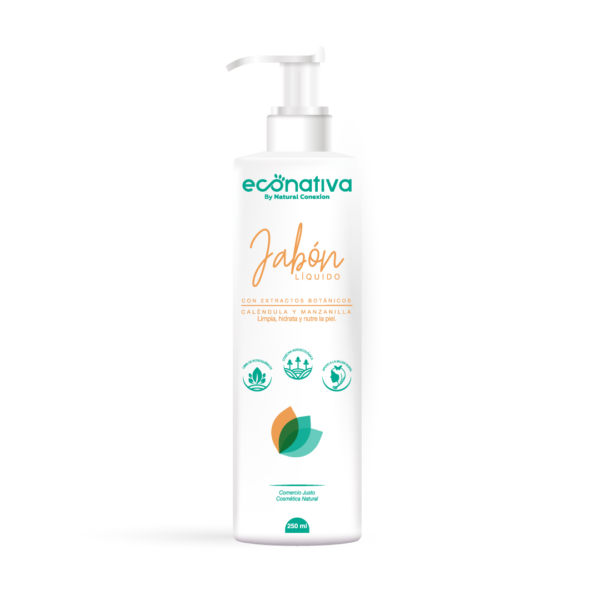 econativa
By Natural Conexion
Jabón
LÍQUIDO
CON EXTRACTOS BOTÁNICOS
CALÉNDULA Y MANZANILLA
Limpia, hidrata y nutre la piel.
Comercio Justo
Cosmética Natural
250 ml